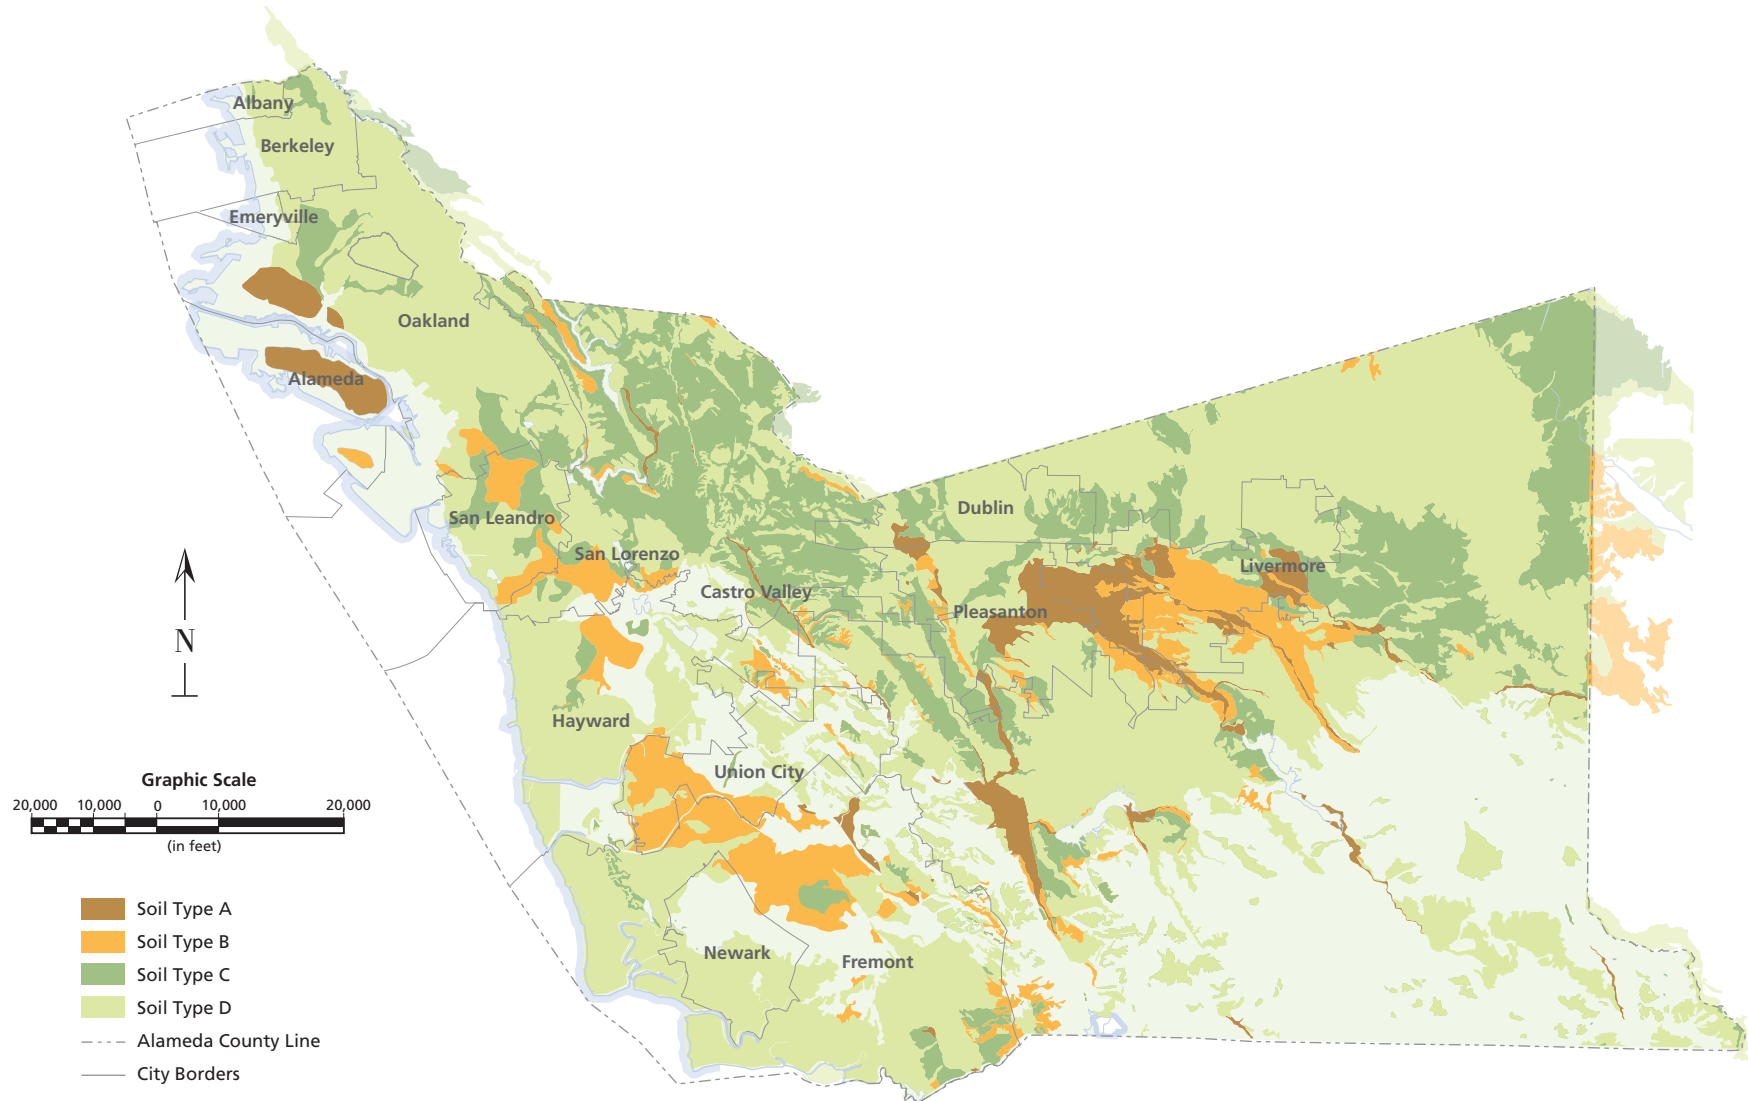 Albany
Berkeley
Emeryville
Oakland
Alameda
San Leandro
Dublin
San Lorenzo
Livermore
Castro Valley
Pleasanton
N
Hayward
Union City
Graphic Scale
20,000 10,000 0 10,000 20,000
(in feet)
Soil Type A
Soil Type B
Soil Type C
Soil Type D
Alameda County Line
City Borders
Newark
Fremont